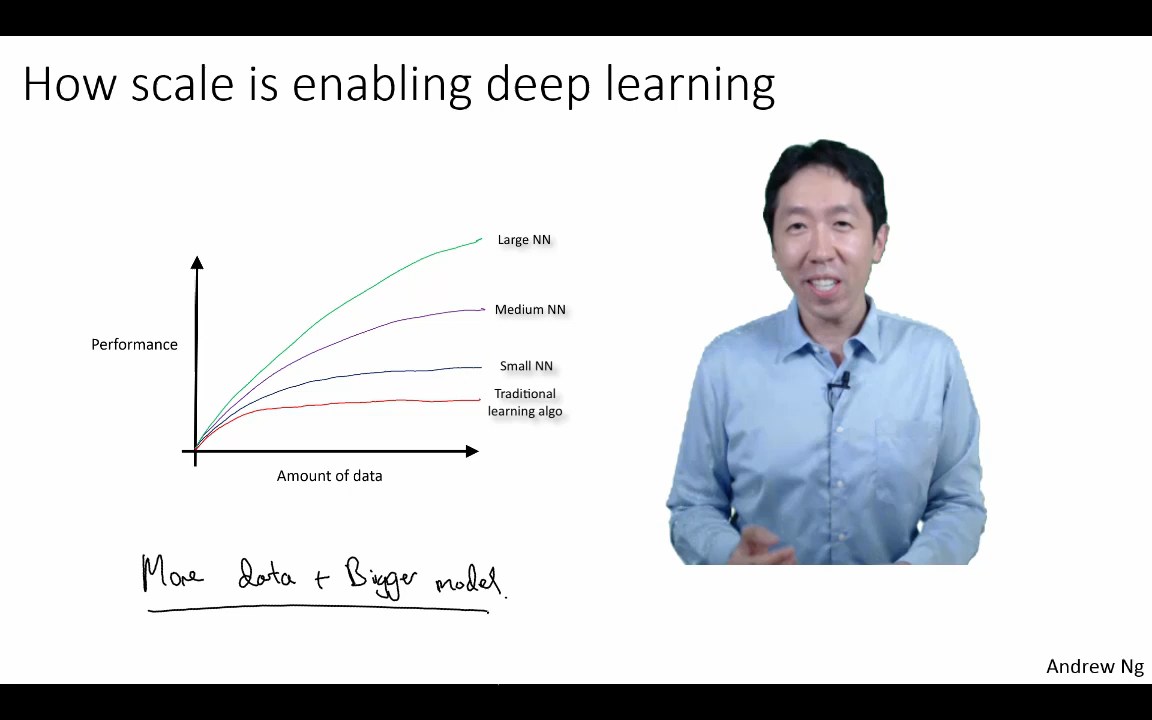 How scale is enabling deep learning
Large NN
Medium NN
Performance
Small NN
Traditional
learning algo
Amount of data
More data + Bigger model.
Andrew Ng